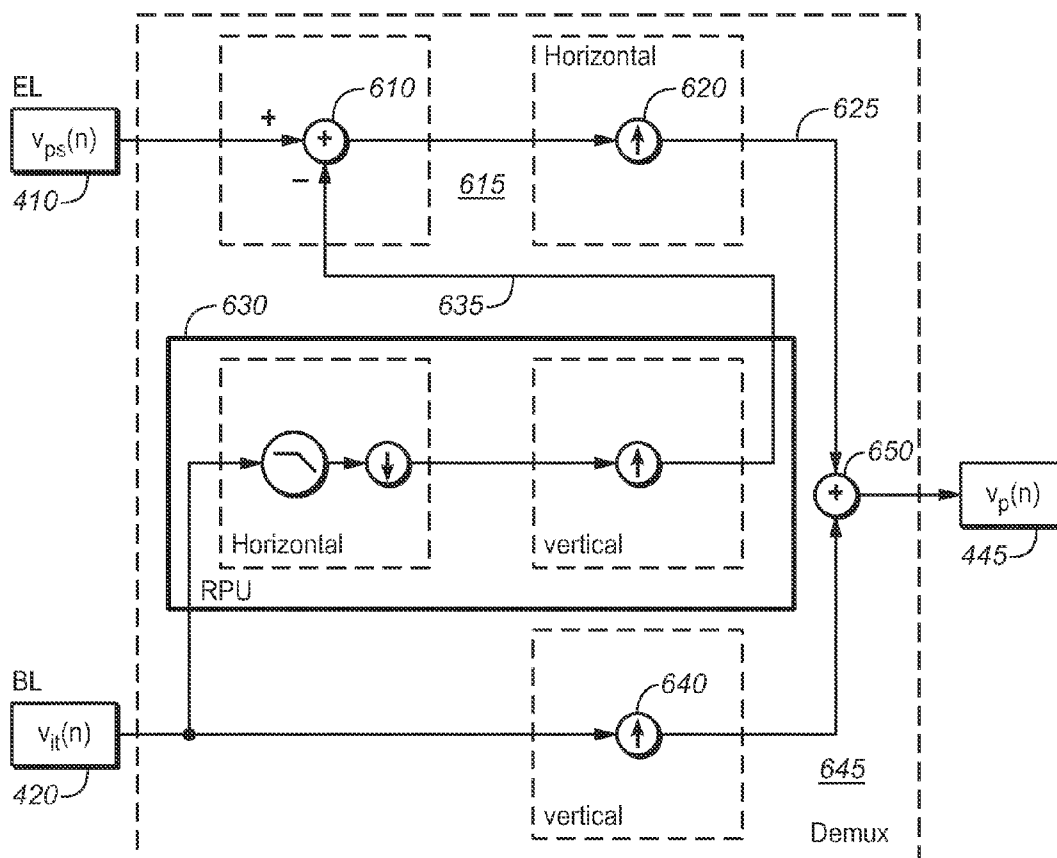 Horizontal
610
620
625
EL
+
v_ps(n)
+
−
410
615
635
630
650
+
v_p(n)
445
Horizontal
vertical
RPU
BL
640
v_it(n)
420
645
vertical
Demux